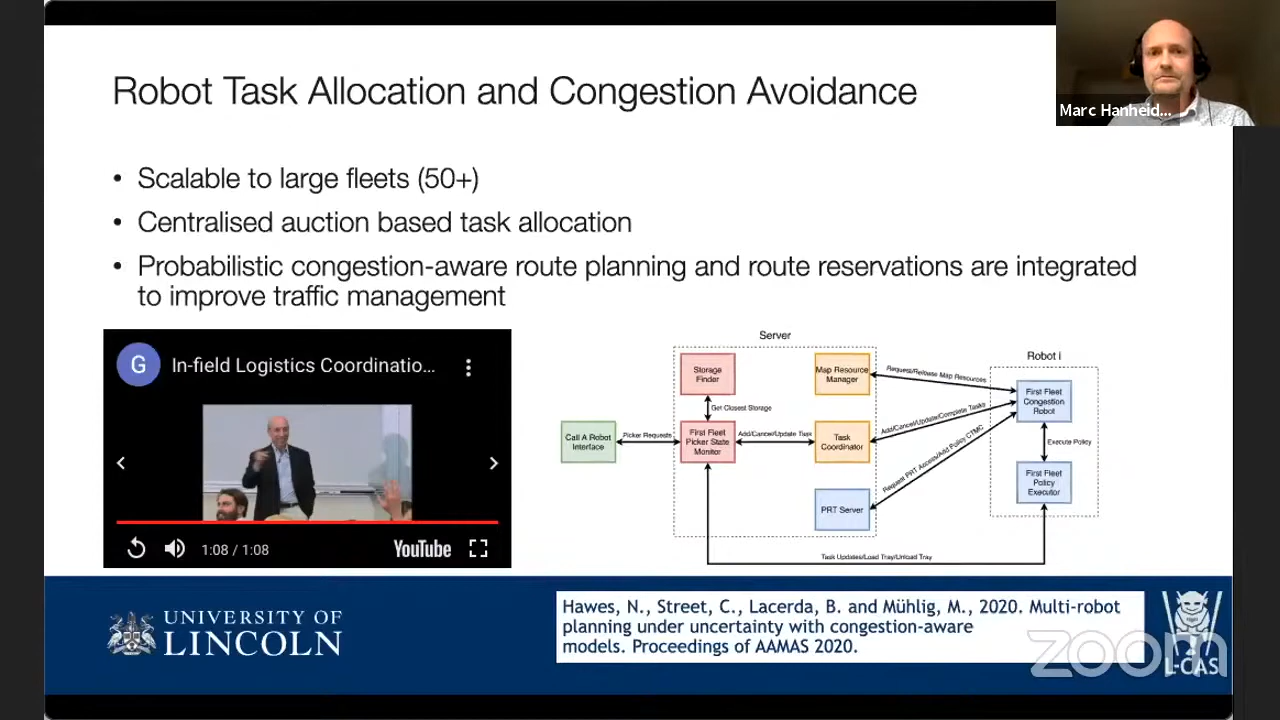 Robot Task Allocation and Congestion Avoidance
Marc Hanheid...
• Scalable to large fleets (50+)
• Centralised auction based task allocation
• Probabilistic congestion-aware route planning and route reservations are integrated
to improve traffic management
G
In-field Logistics Coordinatio...
1:08 / 1:08
YouTube
Server
Storage
Finder
Map Resource
Manager
Request/Release Map Resources
Robot i
First Fleet
Congestion
Robot
Get Closest Storage
Call A Robot
Interface
Picker Requests
First Fleet
Picker State
Monitor
Add/Cancel/Update Task
Task
Coordinator
Add/Cancel/Update/Complete Tasks
Execute Policy
Request PRT Access/Add Policy CTMC
First Fleet
Policy
Executor
PRT Server
Task Updates/Load Tray/Unload Tray
UNIVERSITY OF
LINCOLN
Hawes, N., Street, C., Lacerda, B. and Mühlig, M., 2020. Multi-robot
planning under uncertainty with congestion-aware
models. Proceedings of AAMAS 2020.
zoom
L-CAS